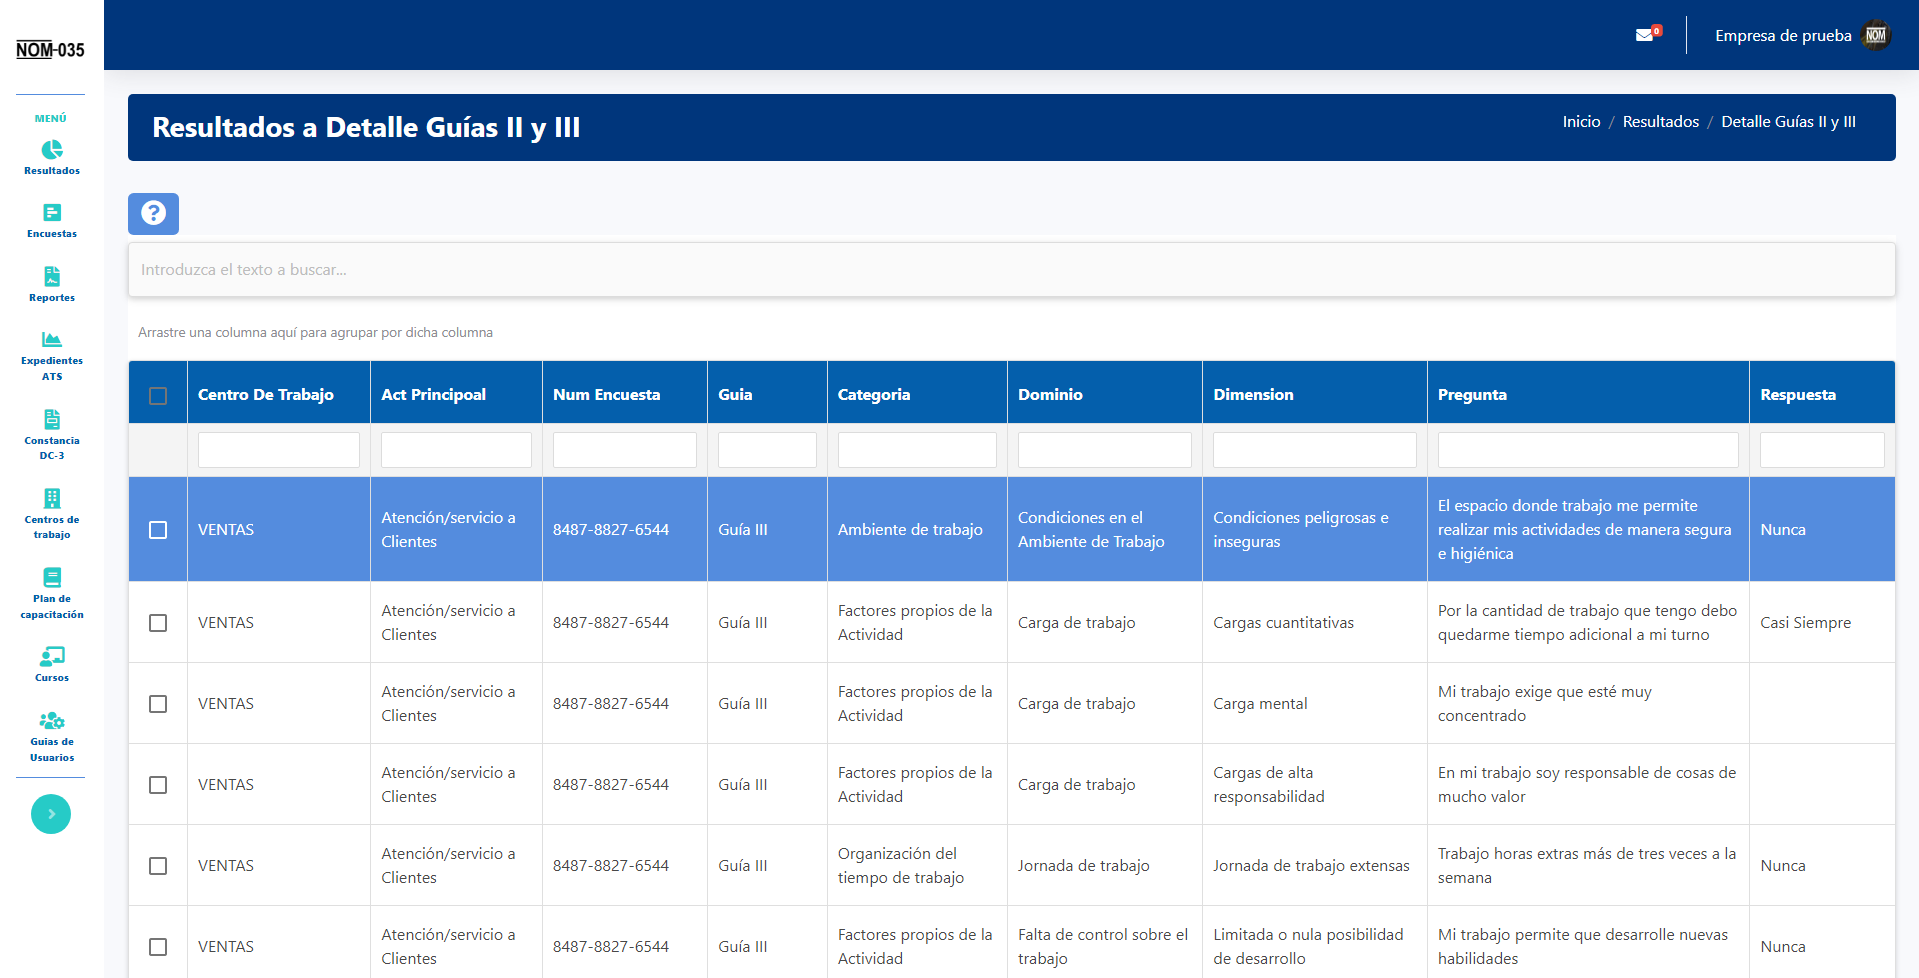 NOM-035
0
Empresa de prueba
NOM
MENÚ
Resultados
Encuestas
Reportes
Expedientes
ATS
Constancia
DC-3
Centros de
trabajo
Plan de
capacitación
Cursos
Guias de
Usuarios
Resultados a Detalle Guías II y III
Inicio / Resultados / Detalle Guías II y III
?
Introduzca el texto a buscar...
Arrastre una columna aquí para agrupar por dicha columna
Centro De Trabajo Act Principoal Num Encuesta Guia Categoria Dominio Dimension Pregunta Respuesta
VENTAS
Atención/servicio a
Clientes
8487-8827-6544
Guía III
Ambiente de trabajo
Condiciones en el
Ambiente de Trabajo
Condiciones peligrosas e
inseguras
El espacio donde trabajo me permite
realizar mis actividades de manera segura
e higiénica
Nunca
VENTAS
Atención/servicio a
Clientes
8487-8827-6544
Guía III
Factores propios de la
Actividad
Carga de trabajo
Cargas cuantitativas
Por la cantidad de trabajo que tengo debo
quedarme tiempo adicional a mi turno
Casi Siempre
VENTAS
Atención/servicio a
Clientes
8487-8827-6544
Guía III
Factores propios de la
Actividad
Carga de trabajo
Carga mental
Mi trabajo exige que esté muy
concentrado
VENTAS
Atención/servicio a
Clientes
8487-8827-6544
Guía III
Factores propios de la
Actividad
Carga de trabajo
Cargas de alta
responsabilidad
En mi trabajo soy responsable de cosas de
mucho valor
VENTAS
Atención/servicio a
Clientes
8487-8827-6544
Guía III
Organización del
tiempo de trabajo
Jornada de trabajo
Jornada de trabajo extensas
Trabajo horas extras más de tres veces a la
semana
Nunca
VENTAS
Atención/servicio a
Clientes
8487-8827-6544
Guía III
Factores propios de la
Actividad
Falta de control sobre el
trabajo
Limitada o nula posibilidad
de desarrollo
Mi trabajo permite que desarrolle nuevas
habilidades
Nunca